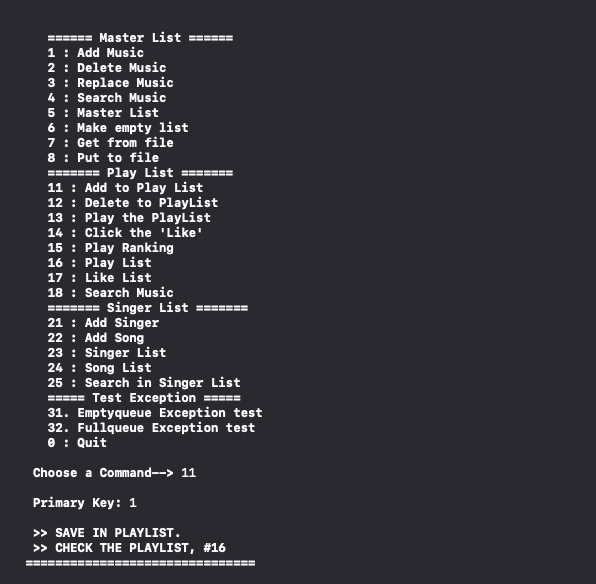 ====== Master List ======
1 : Add Music
2 : Delete Music
3 : Replace Music
4 : Search Music
5 : Master List
6 : Make empty list
7 : Get from file
8 : Put to file
======= Play List =======
11 : Add to Play List
12 : Delete to PlayList
13 : Play the PlayList
14 : Click the 'Like'
15 : Play Ranking
16 : Play List
17 : Like List
18 : Search Music
======= Singer List =======
21 : Add Singer
22 : Add Song
23 : Singer List
24 : Song List
25 : Search in Singer List
===== Test Exception =====
31. Emptyqueue Exception test
32. Fullqueue Exception test
0 : Quit
Choose a Command--> 11
Primary Key: 1
>> SAVE IN PLAYLIST.
>> CHECK THE PLAYLIST, #16
===============================